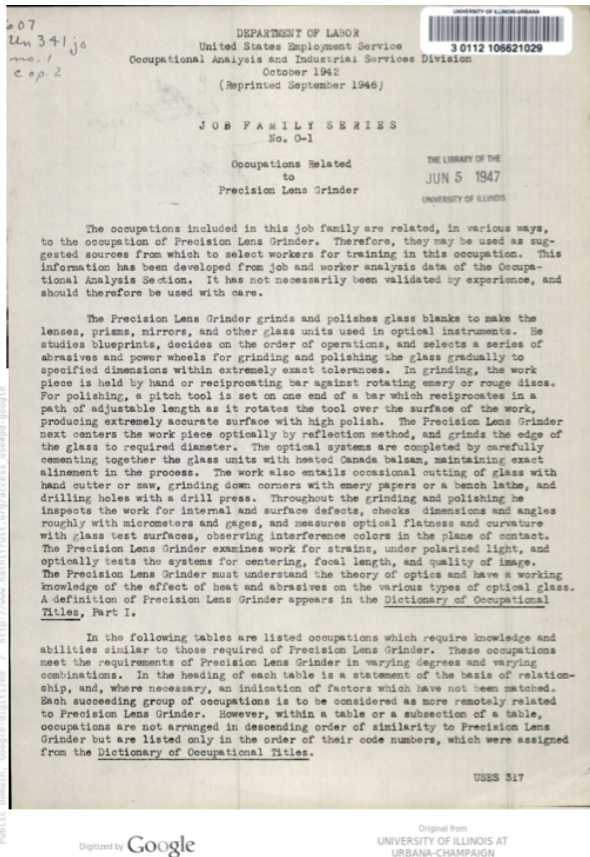 607
Un341jo
no.1
cop.2
UNIVERSITY OF ILLINOIS-URBANA
3 0112 106621029
DEPARTMENT OF LABOR
United States Employment Service
Occupational Analysis and Industrial Services Division
October 1942
(Reprinted September 1946)
JOB FAMILY SERIES
No. O-1
Occupations Related
to
Precision Lens Grinder
THE LIBRARY OF THE
JUN 5 1947
UNIVERSITY OF ILLINOIS
The occupations included in this job family are related, in various ways,
to the occupation of Precision Lens Grinder. Therefore, they may be used as sug-
gested sources from which to select workers for training in this occupation. This
information has been developed from job and worker analysis data of the Occupa-
tional Analysis Section. It has not necessarily been validated by experience, and
should therefore be used with care.
The Precision Lens Grinder grinds and polishes glass blanks to make the
lenses, prisms, mirrors, and other glass units used in optical instruments. He
studies blueprints, decides on the order of operations, and selects a series of
abrasives and power wheels for grinding and polishing the glass gradually to
specified dimensions within extremely exact tolerances. In grinding, the work
piece is held by hand or reciprocating bar against rotating emery or rouge discs.
For polishing, a pitch tool is set on one end of a bar which reciprocates in a
path of adjustable length as it rotates the tool over the surface of the work,
producing extremely accurate surface with high polish. The Precision Lens Grinder
next centers the work piece optically by reflection method, and grinds the edge of
the glass to required diameter. The optical systems are completed by carefully
cementing together the glass units with heated Canada balsam, maintaining exact
alinement in the process. The work also entails occasional cutting of glass with
hand cutter or saw, grinding down corners with emery papers or a bench lathe, and
drilling holes with a drill press. Throughout the grinding and polishing he
inspects the work for internal and surface defects, checks dimensions and angles
roughly with micrometers and gages, and measures optical flatness and curvature
with glass test surfaces, observing interference colors in the plane of contact.
The Precision Lens Grinder examines work for strains, under polarized light, and
optically tests the systems for centering, focal length, and quality of image.
The Precision Lens Grinder must understand the theory of optics and have a working
knowledge of the effect of heat and abrasives on the various types of optical glass.
A definition of Precision Lens Grinder appears in the Dictionary of Occupational
Titles, Part I.
In the following tables are listed occupations which require knowledge and
abilities similar to those required of Precision Lens Grinder. These occupations
meet the requirements of Precision Lens Grinder in varying degrees and varying
combinations. In the heading of each table is a statement of the basis of relation-
ship, and, where necessary, an indication of factors which have not been matched.
Each succeeding group of occupations is to be considered as more remotely related
to Precision Lens Grinder. However, within a table or a subsection of a table,
occupations are not arranged in descending order of similarity to Precision Lens
Grinder but are listed only in the order of their code numbers, which were assigned
from the Dictionary of Occupational Titles.
USES 317
Digitized by Google
Original from
UNIVERSITY OF ILLINOIS AT
URBANA-CHAMPAIGN